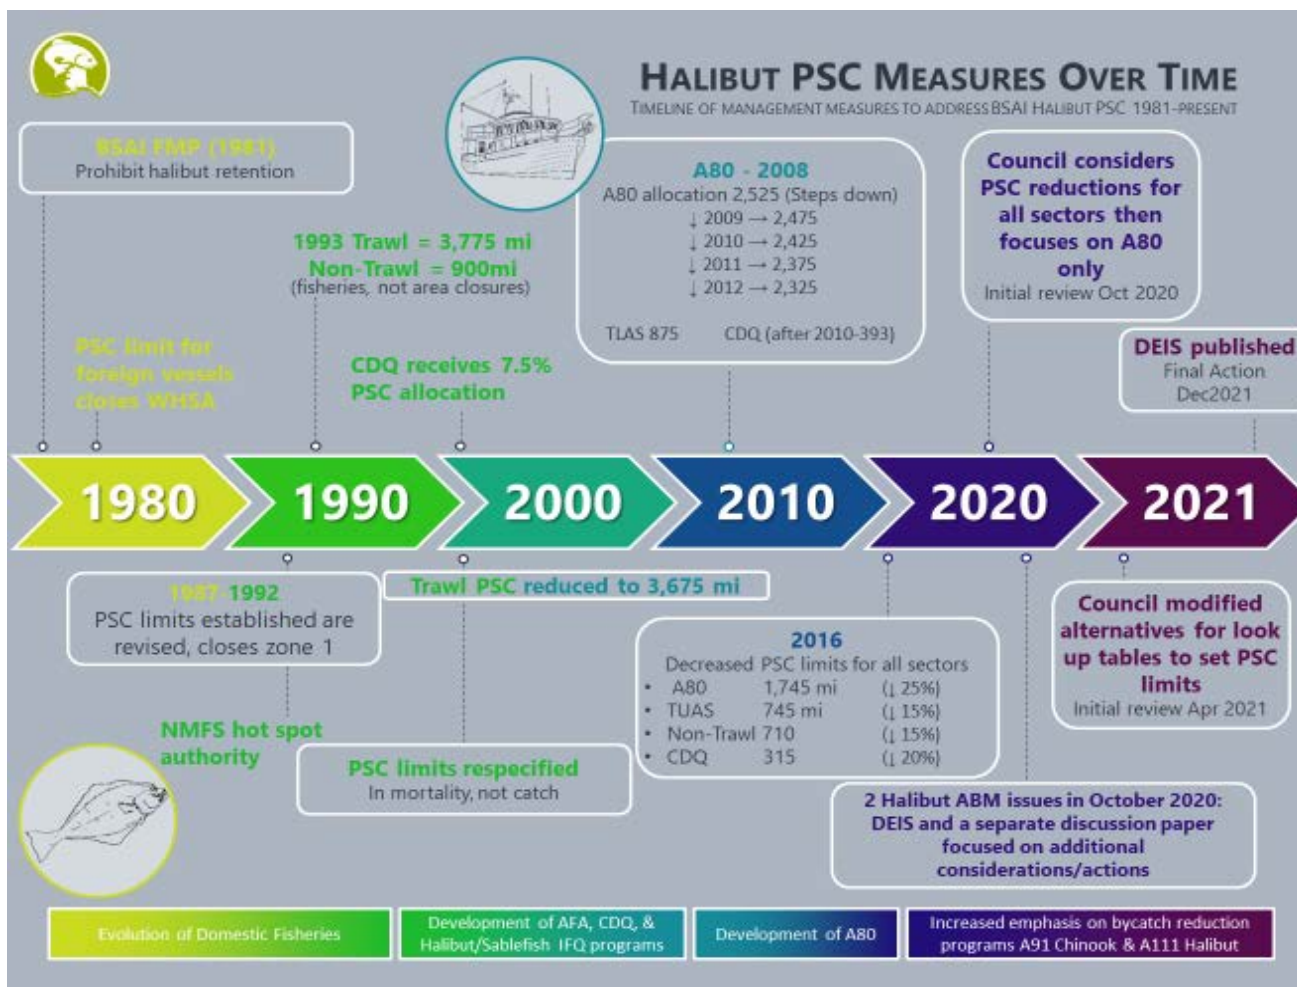 HALIBUT PSC MEASURES OVER TIME
TIMELINE OF MANAGEMENT MEASURES TO ADDRESS BSAI HALIBUT PSC 1981-PRESENT
BSAI FMP (1981)
Prohibit halibut retention
PSC limit for
foreign vessels
closes WHSA
1993 Trawl = 3,775 mi
Non-Trawl = 900mi
(fisheries, not area closures)
CDQ receives 7.5%
PSC allocation
A80 - 2008
A80 allocation 2,525 (Steps down)
↓ 2009 → 2,475
↓ 2010 → 2,425
↓ 2011 → 2,375
↓ 2012 → 2,325
TLAS 875 CDQ (after 2010-393)
Council considers
PSC reductions for
all sectors then
focuses on A80
only
Initial review Oct 2020
DEIS published
Final Action
Dec2021
1980 1990 2000 2010 2020 2021
1987-1992
PSC limits established are
revised, closes zone 1
NMFS hot spot
authority
Trawl PSC reduced to 3,675 mi
PSC limits respecified
In mortality, not catch
2016
Decreased PSC limits for all sectors
• A80 1,745 mi (↓ 25%)
• TUAS 745 mi (↓ 15%)
• Non-Trawl 710 (↓ 15%)
• CDQ 315 (↓ 20%)
2 Halibut ABM issues in October 2020:
DEIS and a separate discussion paper
focused on additional
considerations/actions
Council modified
alternatives for look
up tables to set PSC
limits
Initial review Apr 2021
Evolution of Domestic Fisheries
Development of AFA, CDQ, &
Halibut/Sablefish IFQ programs
Development of A80
Increased emphasis on bycatch reduction
programs A91 Chinook & A111 Halibut